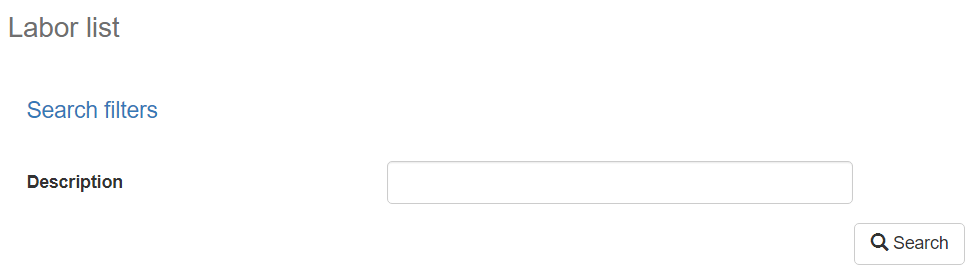 Labor list
Search filters
Description
Search